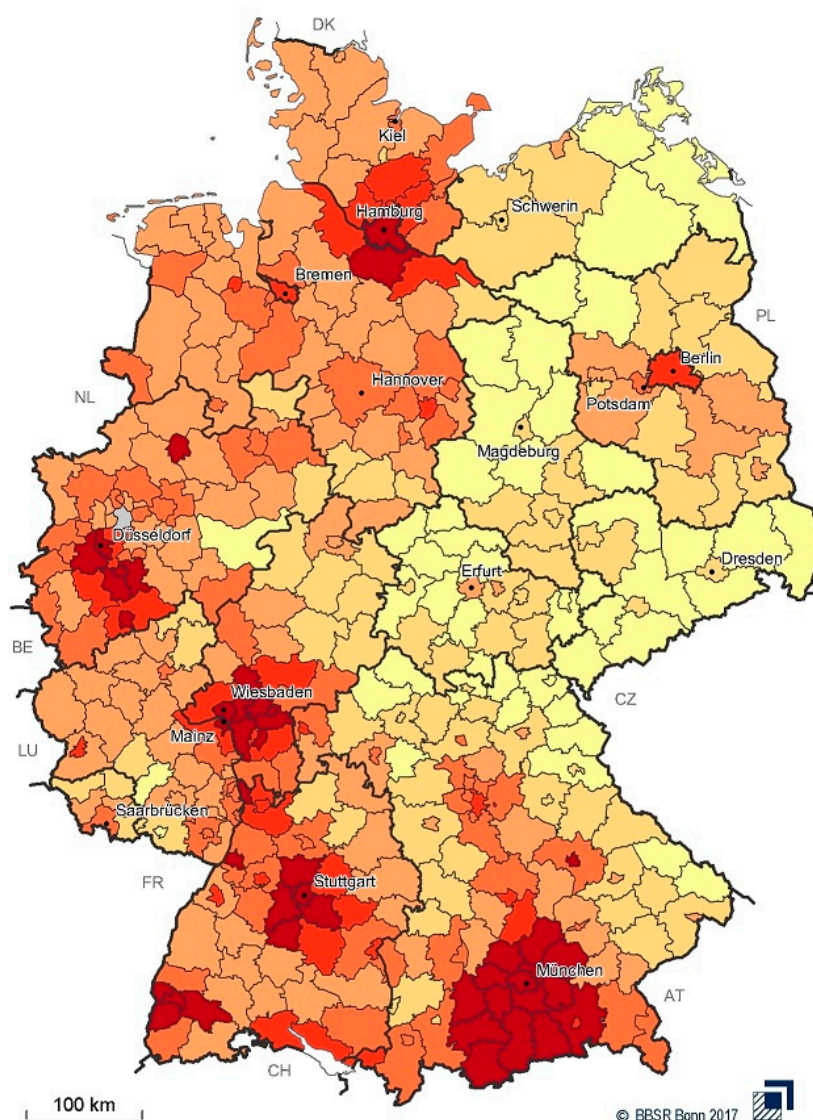 DK
Kiel
Hamburg
Schwerin
Bremen
PL
Berlin
Hannover
NL
Potsdam
Magdeburg
Düsseldorf
Erfurt
Dresden
BE
Wiesbaden
CZ
Mainz
LU
Saarbrücken
FR
Stuttgart
München
AT
CH
100 km
© BBSR Bonn 2017